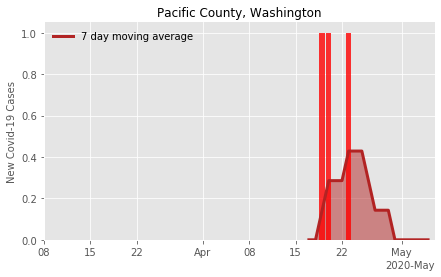 Pacific County, Washington
7 day moving average
New Covid-19 Cases
1.0
0.8
0.6
0.4
0.2
0.0
08 15 22 Apr 08 15 22 May
2020-May